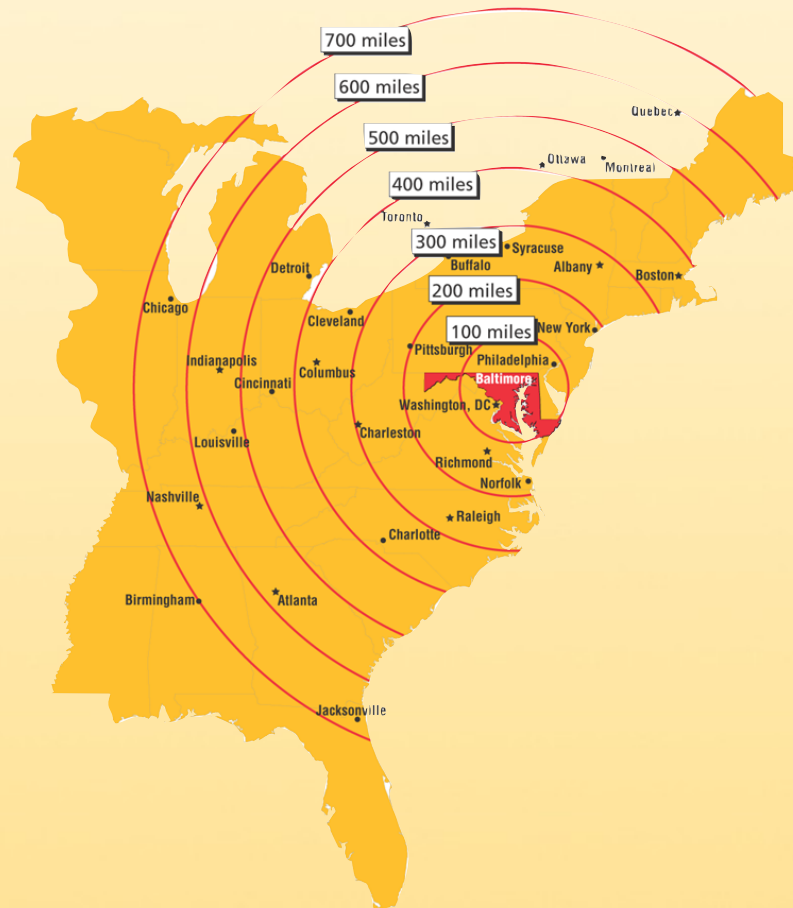 700 miles
600 miles
Quebec
500 miles
Ottawa
Montreal
400 miles
Toronto
300 miles
Syracuse
Buffalo
Albany
Detroit
Boston
200 miles
Chicago
Cleveland
100 miles
New York
Pittsburgh
Indianapolis
Columbus
Philadelphia
Baltimore
Cincinnati
Washington, DC
Louisville
Charleston
Richmond
Norfolk
Nashville
Raleigh
Charlotte
Birmingham
Atlanta
Jacksonville